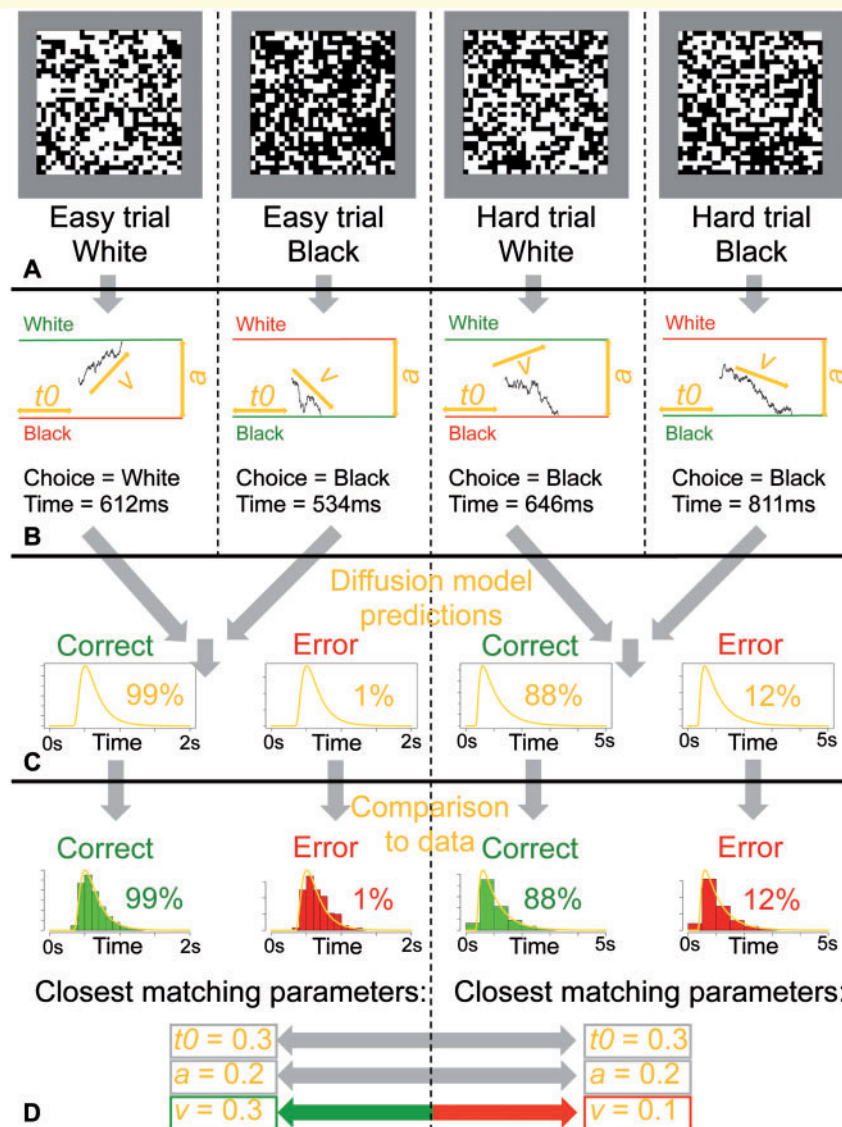 Easy trial
White
Easy trial
Black
Hard trial
White
Hard trial
Black
A
White
t0
v
a
Black
Choice = White
Time = 612ms
White
t0
v
Black
Choice = Black
Time = 534ms
White
t0
v
a
Black
Choice = Black
Time = 646ms
White
t0
v
a
Black
Choice = Black
Time = 811ms
B
Diffusion model
predictions
Correct
99%
0s Time 2s
Error
1%
0s Time 2s
Correct
88%
0s Time 5s
Error
12%
0s Time 5s
C
Comparison
to data
Correct
99%
0s Time 2s
Error
1%
0s Time 2s
Correct
88%
0s Time 5s
Error
12%
0s Time 5s
Closest matching parameters:
Closest matching parameters:
t0 = 0.3
t0 = 0.3
a = 0.2
a = 0.2
v = 0.3
v = 0.1
D